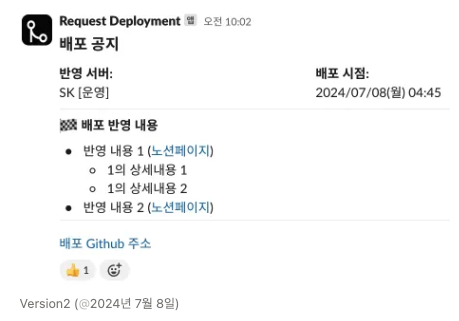 Request Deployment 앱 오전 10:02
배포 공지
반영 서버: 배포 시점:
SK [운영] 2024/07/08(월) 04:45
배포 반영 내용
• 반영 내용 1 (노션페이지)
◦ 1의 상세내용 1
◦ 1의 상세내용 2
• 반영 내용 2 (노션페이지)
배포 Github 주소
👍 1
Version2 (@2024년 7월 8일)